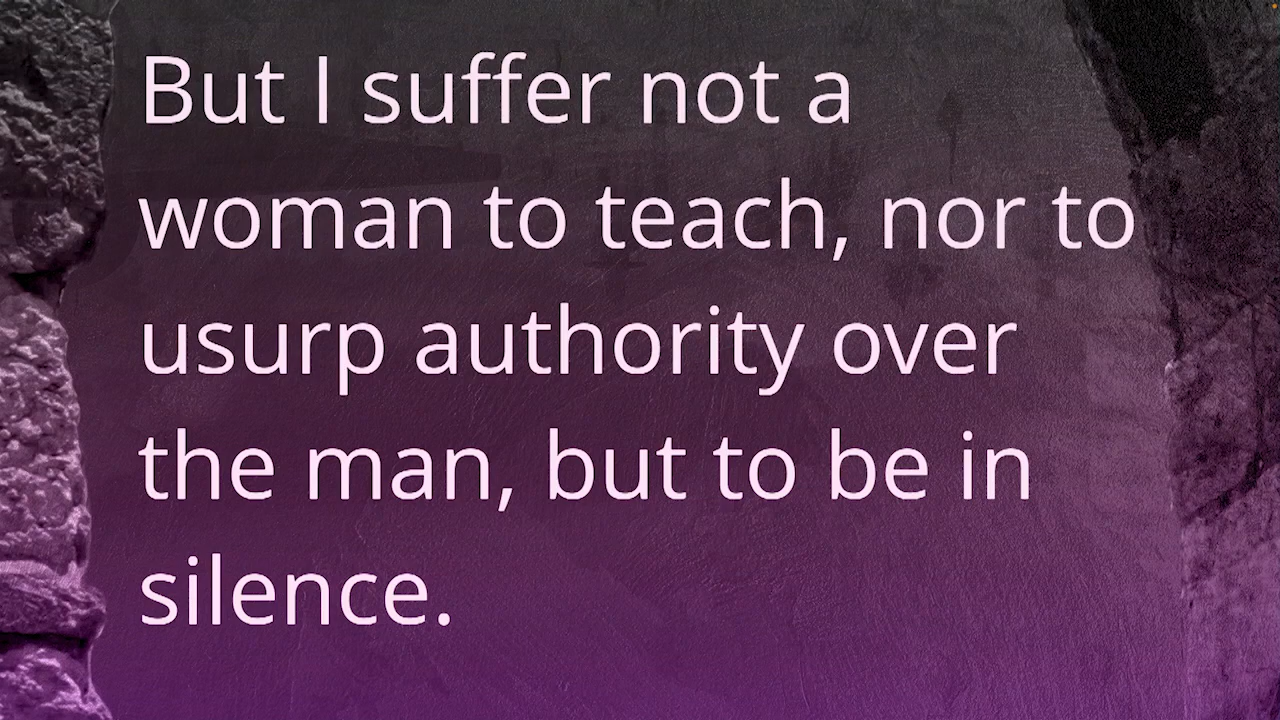 But I suffer not a
woman to teach, nor to
usurp authority over
the man, but to be in
silence.